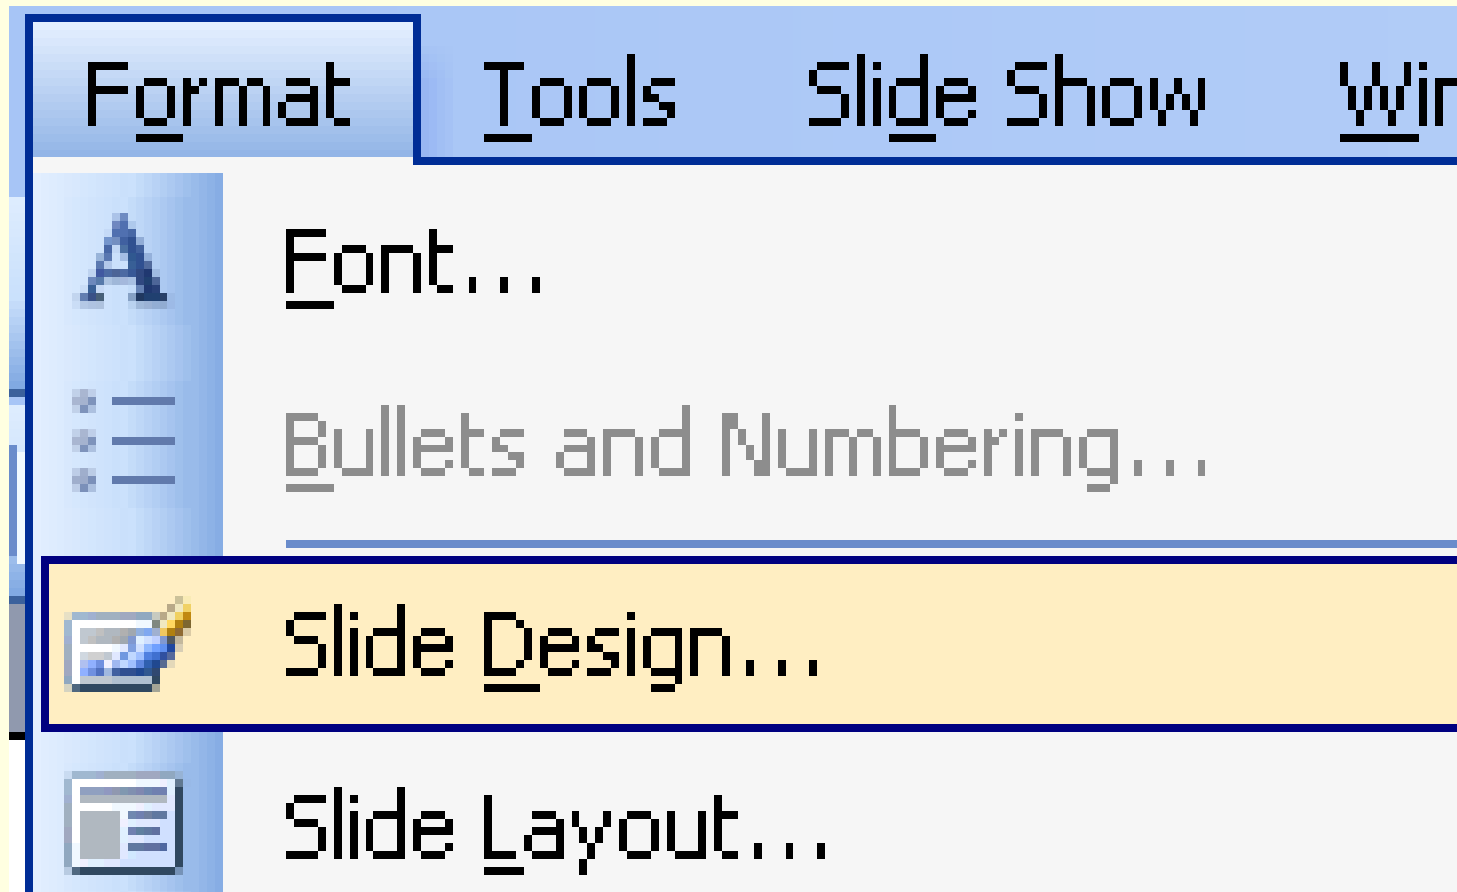 Format Tools Slide Show
Font...
Bullets and Numbering...
Slide Design...
Slide Layout...